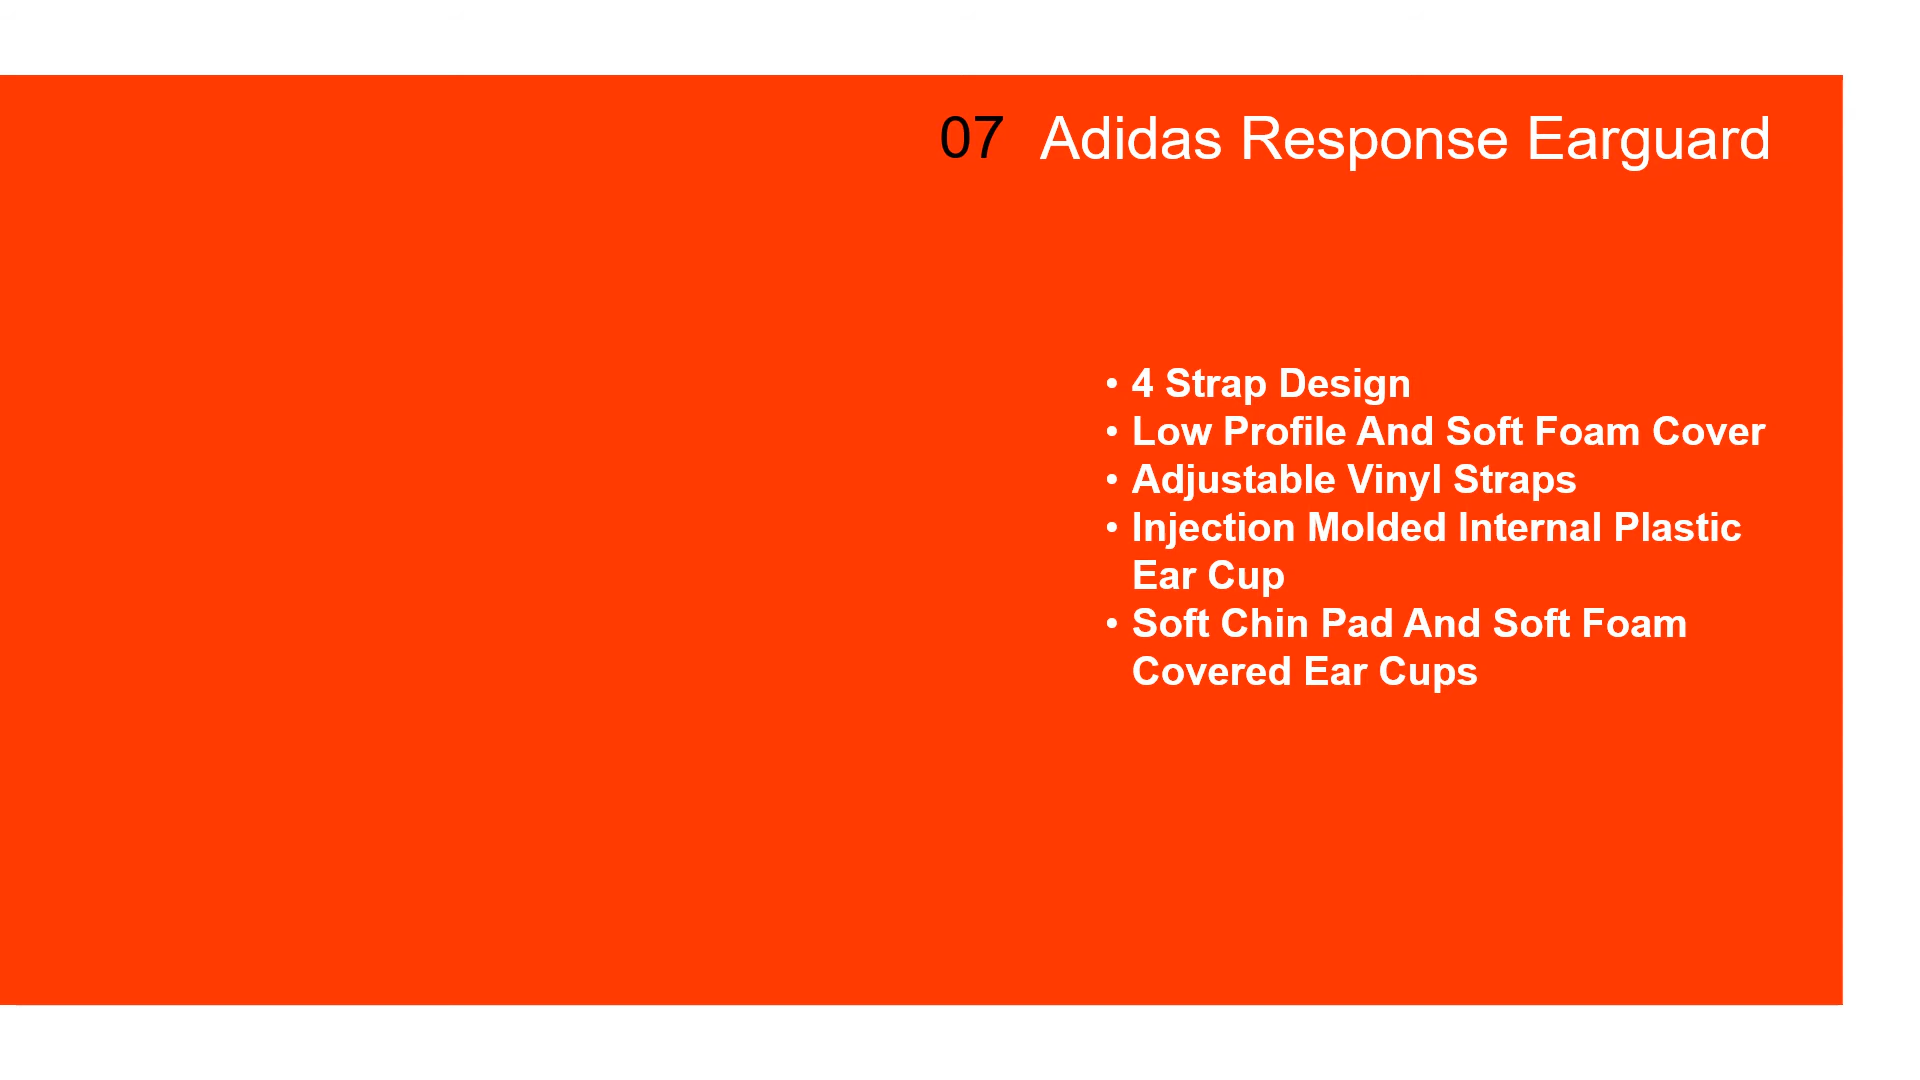 07 Adidas Response Earguard
• 4 Strap Design
• Low Profile And Soft Foam Cover
• Adjustable Vinyl Straps
• Injection Molded Internal Plastic
Ear Cup
• Soft Chin Pad And Soft Foam
Covered Ear Cups